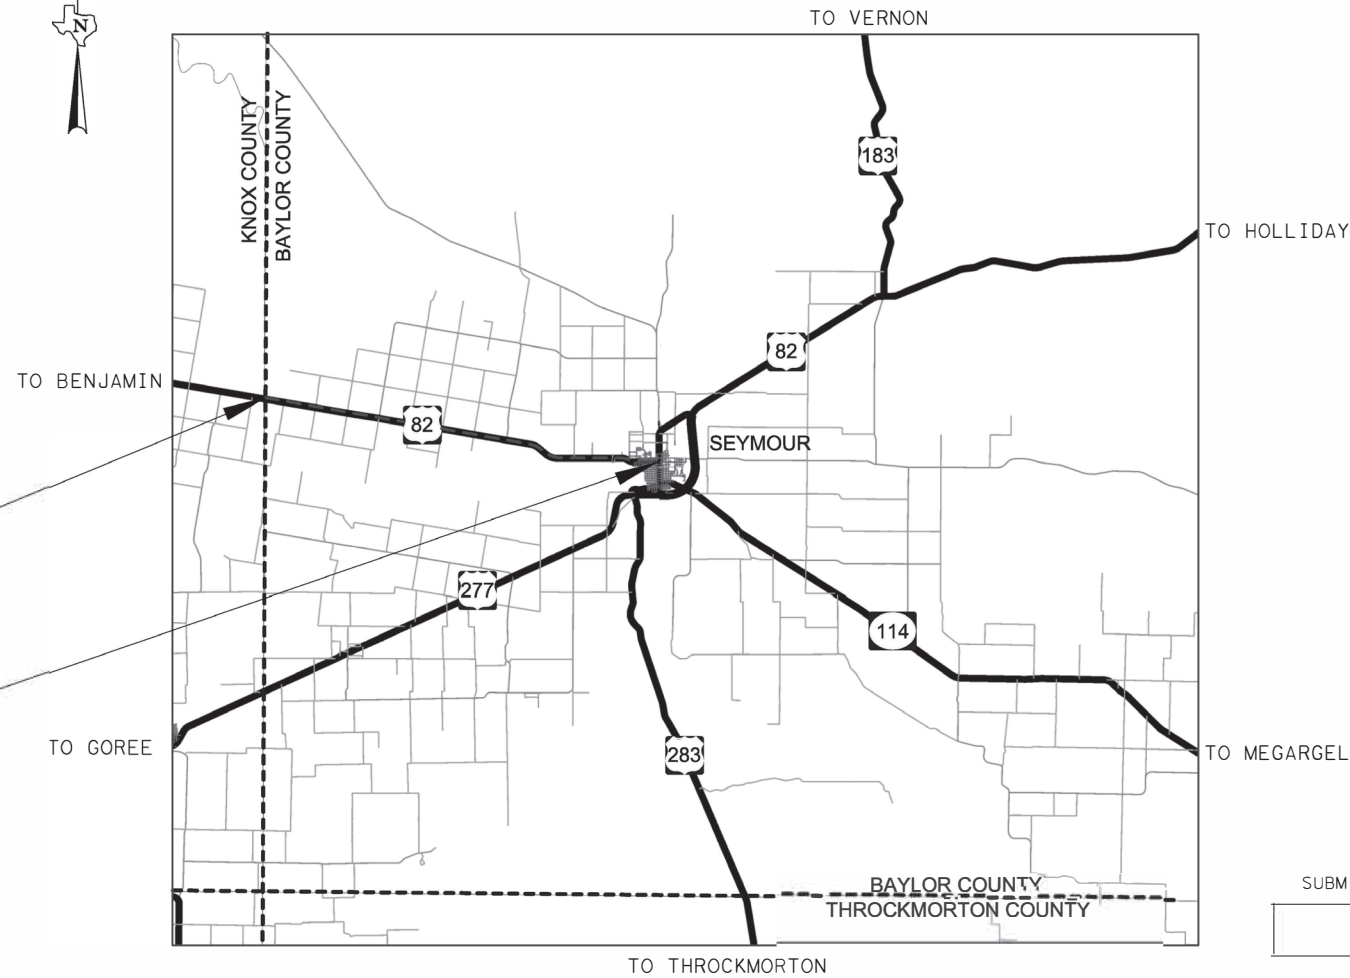 N
TO VERNON
KNOX COUNTY
BAYLOR COUNTY
183
TO HOLLIDAY
82
TO BENJAMIN
82
SEYMOUR
277
114
TO GOREE
283
TO MEGARGEL
BAYLOR COUNTY
THROCKMORTON COUNTY
SUBM
TO THROCKMORTON